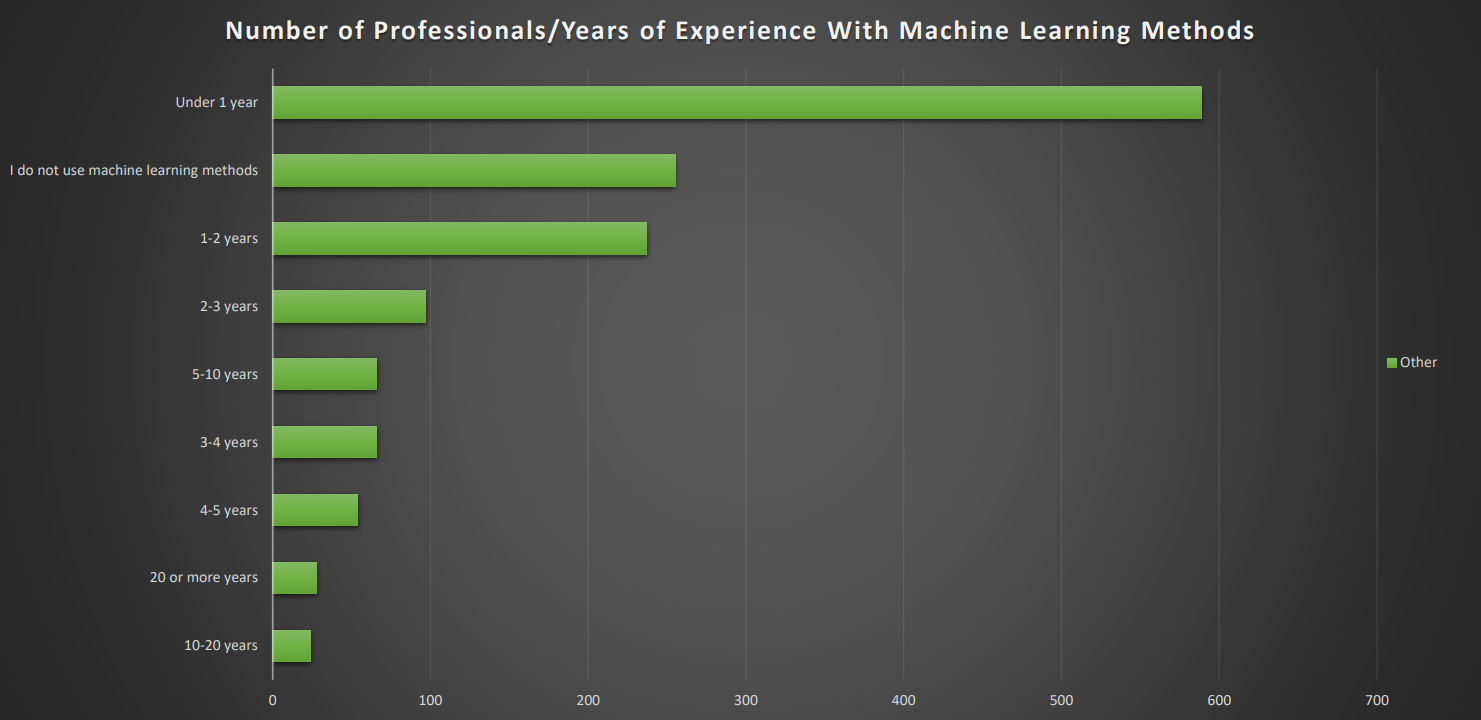 Number of Professionals/Years of Experience With Machine Learning Methods
Under 1 year
I do not use machine learning methods
1-2 years
2-3 years
5-10 years
3-4 years
4-5 years
20 or more years
10-20 years
0 100 200 300 400 500 600 700
Other